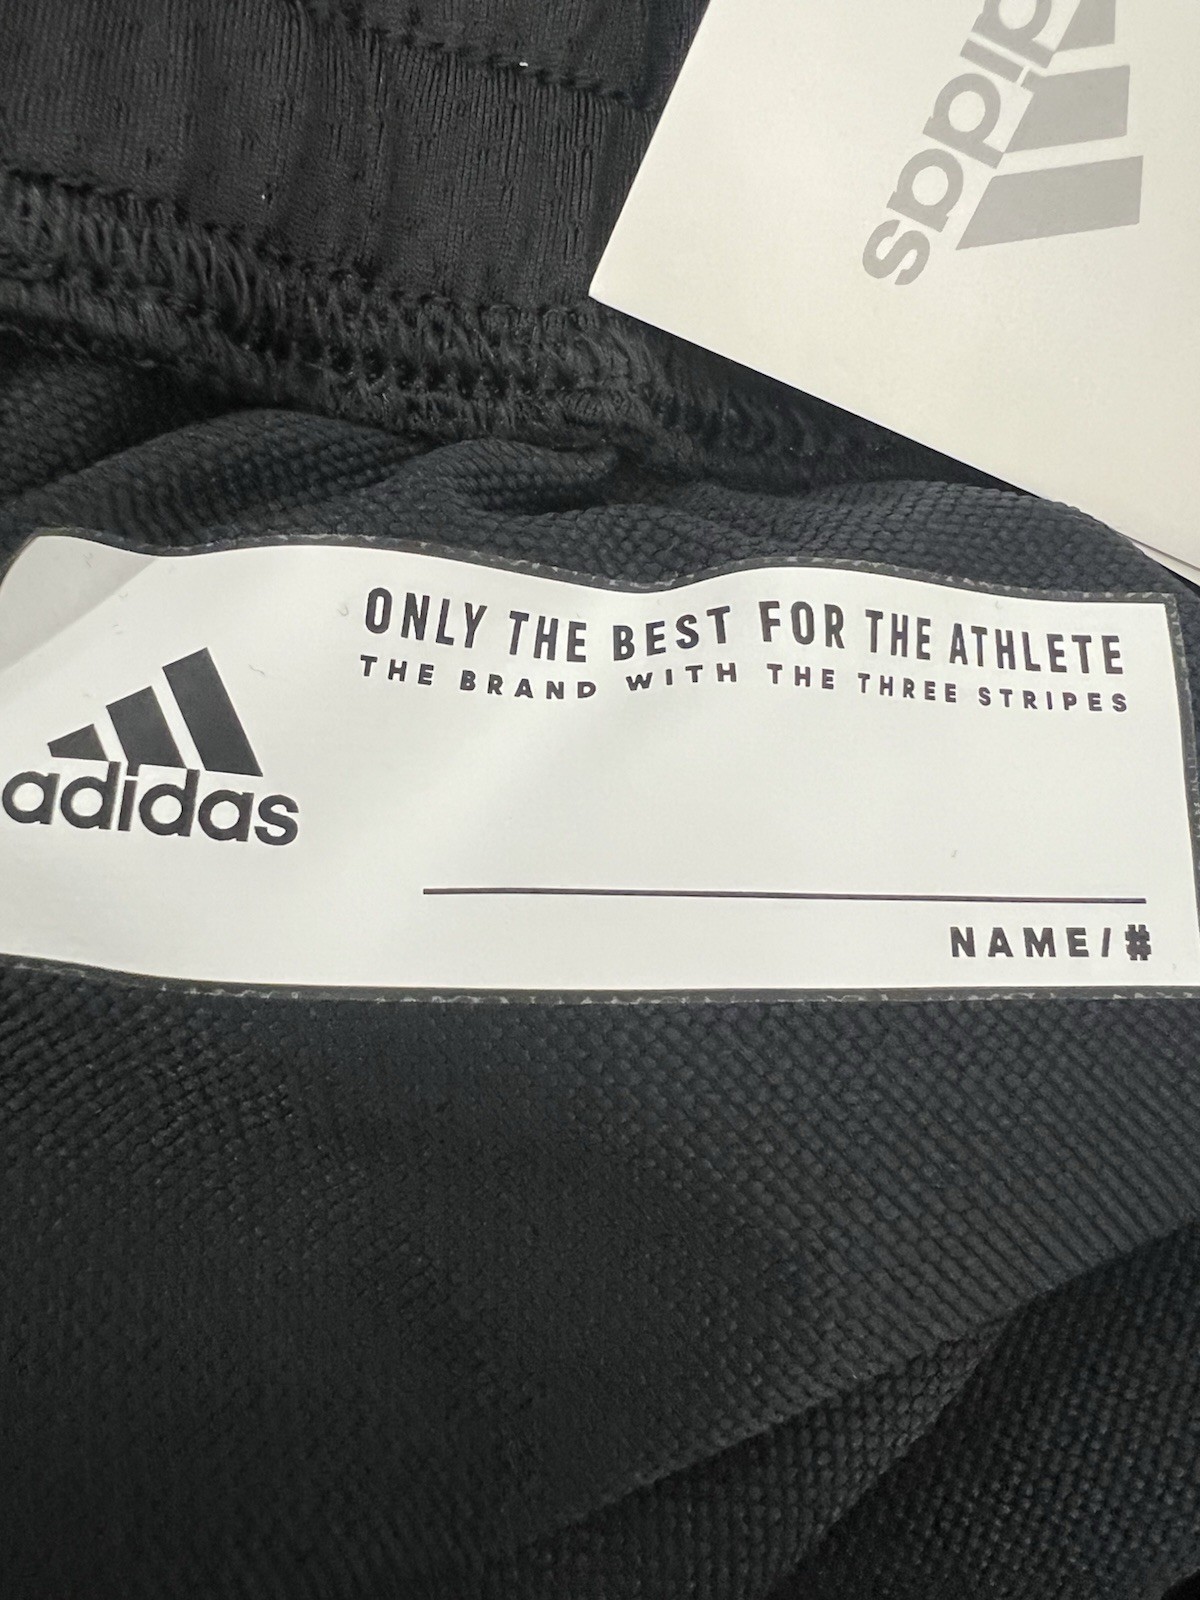 adidas
ONLY THE BEST FOR THE ATHLETE
THE BRAND WITH THE THREE STRIPES
adidas
NAME/#